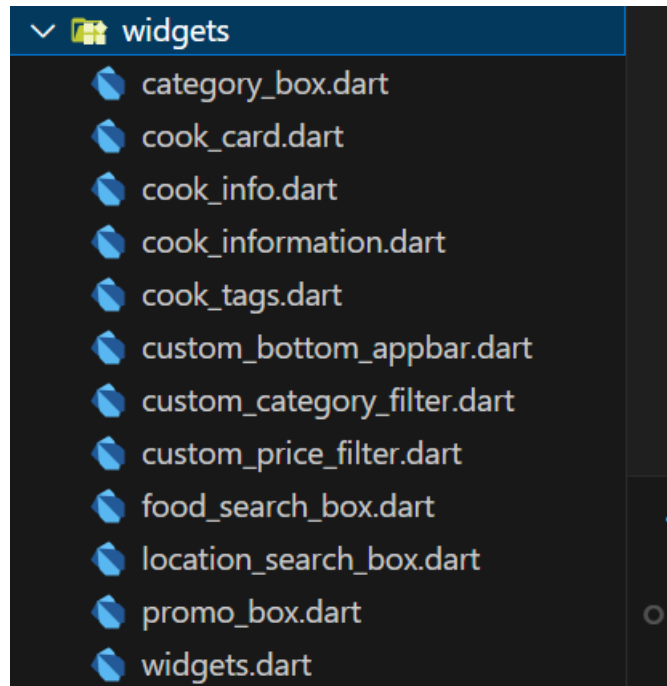 widgets
category_box.dart
cook_card.dart
cook_info.dart
cook_information.dart
cook_tags.dart
custom_bottom_appbar.dart
custom_category_filter.dart
custom_price_filter.dart
food_search_box.dart
location_search_box.dart
promo_box.dart
widgets.dart